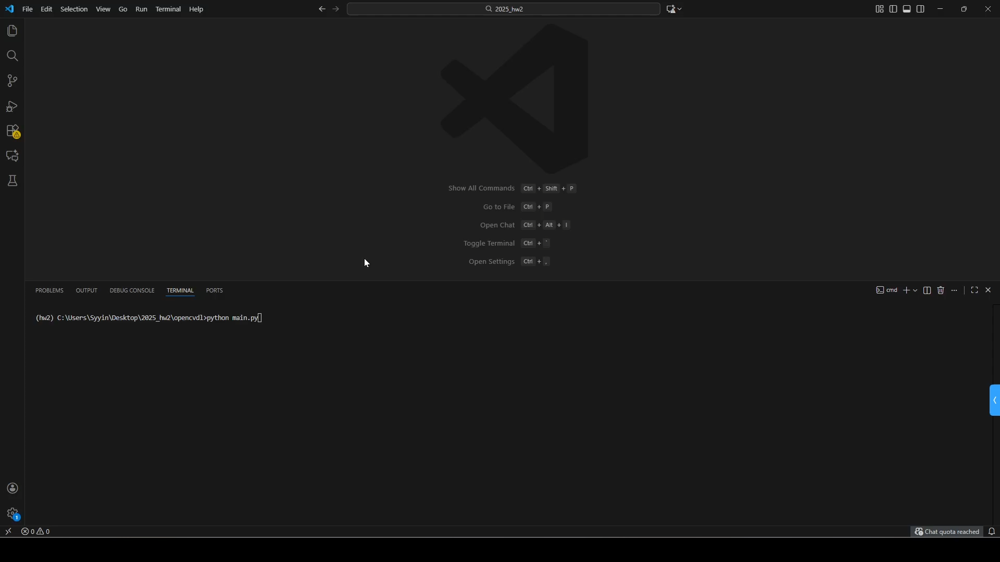 File Edit Selection View Go Run Terminal Help 2025_hw2
Show All Commands Ctrl + Shift + P
Go to File Ctrl + P
Open Chat Ctrl + Alt + I
Toggle Terminal Ctrl + `
Open Settings Ctrl + ,
PROBLEMS OUTPUT DEBUG CONSOLE TERMINAL PORTS cmd
(hw2) C:\Users\Syyin\Desktop\2025_hw2\opencvdl>python main.py
1
0 0 Chat quota reached